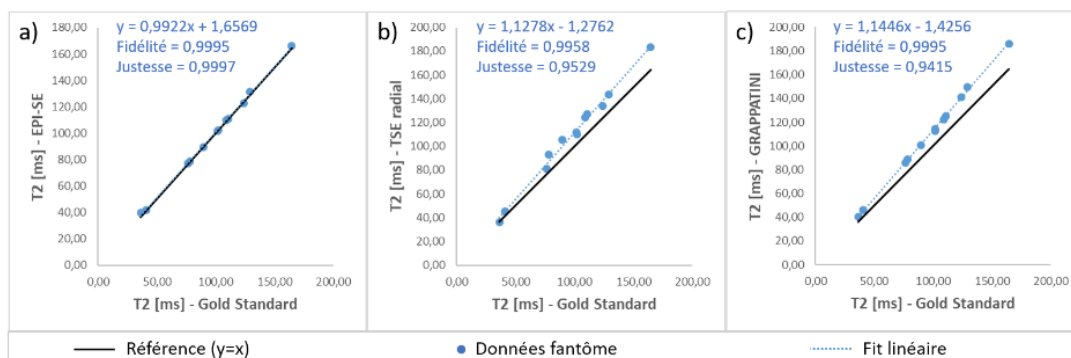 a)
y = 0,9922x + 1,6569
Fidélité = 0,9995
Justesse = 0,9997
180,00
160,00
140,00
120,00
100,00
80,00
60,00
40,00
20,00
0,00
T2 [ms] - EPI-SE
0,00 50,00 100,00 150,00 200,00
T2 [ms] - Gold Standard
b)
y = 1,1278x - 1,2762
Fidélité = 0,9958
Justesse = 0,9529
200,00
180,00
160,00
140,00
120,00
100,00
80,00
60,00
40,00
20,00
0,00
T2 [ms] - TSE radial
0,00 50,00 100,00 150,00 200,00
T2 [ms] - Gold Standard
c)
y = 1,1446x - 1,4256
Fidélité = 0,9995
Justesse = 0,9415
200,00
180,00
160,00
140,00
120,00
100,00
80,00
60,00
40,00
20,00
0,00
T2 [ms] - GRAPPATINI
0,00 50,00 100,00 150,00 200,00
T2 [ms] - Gold Standard
Référence (y=x) Données fantôme Fit linéaire